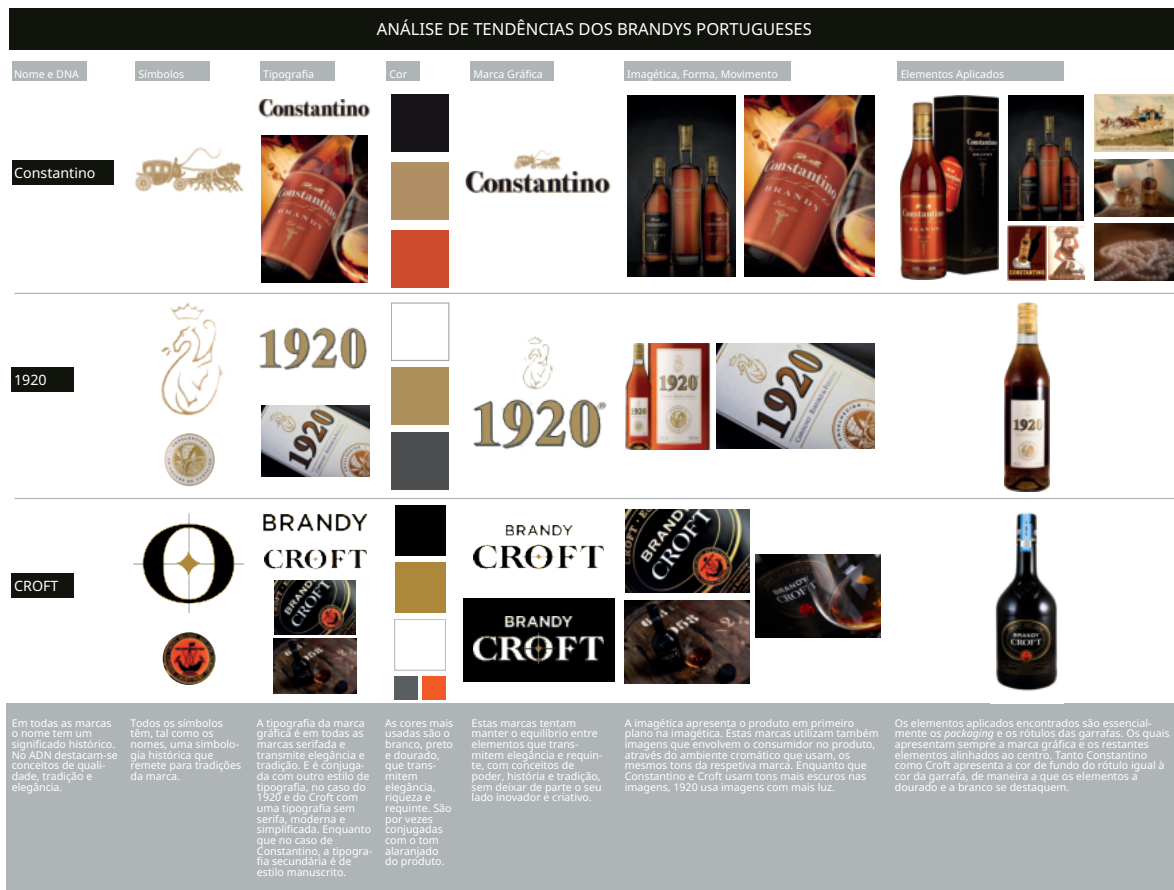 ANÁLISE DE TENDÊNCIAS DOS BRANDYS PORTUGUESES
Nome e DNA
Símbolos
Tipografia
Cor
Marca Gráfica
Imagética, Forma, Movimento
Elementos Aplicados
Constantino
Constantino
Constantino
BRANDY
Constantino
Constantino
BRANDY
Constantino
BRANDY
CONSTANTINO
1920
1920
1920
1920
1920
1920
1920
1920
CROFT
BRANDY
CROFT
BRANDY
CROFT
BRANDY
CROFT
BRANDY
CROFT
BRANDY
CROFT
BRANDY
CROFT
BRANDY
CROFT
Em todas as marcas
o nome tem um
significado histórico.
No ADN destacam-se
conceitos de quali-
dade, tradição e
elegância.
Todos os símbolos
têm, tal como os
nomes, uma simbolo-
gia histórica que
remete para tradições
da marca.
A tipografia da marca
gráfica é em todas as
marcas serifada e
transmite elegância e
tradição. E é conjuga-
da com outro estilo de
tipografia, no caso do
1920 e do Croft com
uma tipografia sem
serifa, moderna e
simplificada. Enquanto
que no caso de
Constantino, a tipogra-
fia secundária é de
estilo manuscrito.
As cores mais
usadas são o
branco, preto
e dourado,
que trans-
mitem
elegância,
riqueza e
requinte. São
por vezes
conjugadas
com o tom
alaranjado
do produto.
Estas marcas tentam
manter o equilíbrio entre
elementos que trans-
mitem elegância e requin-
te, com conceitos de
poder, história e tradição,
sem deixar de parte o seu
lado inovador e criativo.
A imagética apresenta o produto em primeiro
plano na imagética. Estas marcas utilizam também
imagens que envolvem o consumidor no produto,
através do ambiente cromático que usam, os
mesmos tons da respetiva marca. Enquanto que
Constantino e Croft usam tons mais escuros nas
imagens, 1920 usa imagens com mais luz.
Os elementos aplicados encontrados são essencial-
mente os packaging e os rótulos das garrafas. Os quais
apresentam sempre a marca gráfica e os restantes
elementos alinhados ao centro. Tanto Constantino
como Croft apresenta a cor de fundo do rótulo igual à
cor da garrafa, de maneira a que os elementos a
dourado e a branco se destaquem.